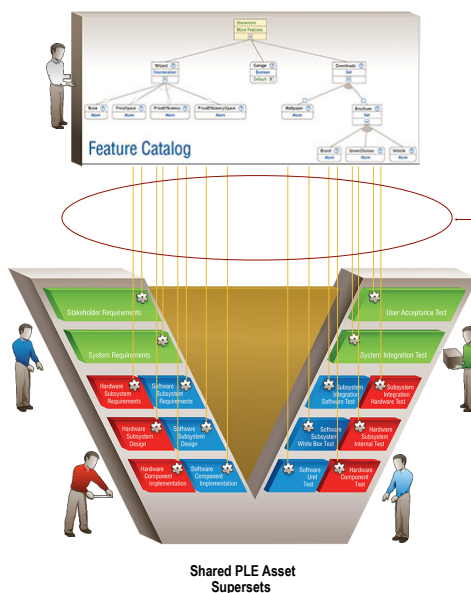 Showroom
More Features
Wizard
Enumeration
Garage
Boolean
Default
Downloads
Set
None
Atom
PriceSpace
Atom
PriceEfficiency
Atom
PriceEfficiencySpace
Atom
Wallpaper
Atom
Brochure
Set
Brand
Atom
GreenChoices
Atom
Vehicle
Atom
Feature Catalog
Stakeholder Requirements
User Acceptance Test
System Requirements
System Integration Test
Hardware
Subsystem
Requirements
Software
Subsystem
Requirements
Subsystem
Integration
Software Test
Subsystem
Integration
Hardware Test
Hardware
Subsystem
Design
Software
Subsystem
Design
Software
Subsystem
White Box Test
Hardware
Subsystem
Internal Test
Hardware
Component
Implementation
Software
Component
Implementation
Software
Unit
Test
Hardware
Component
Test
Shared PLE Asset
Supersets